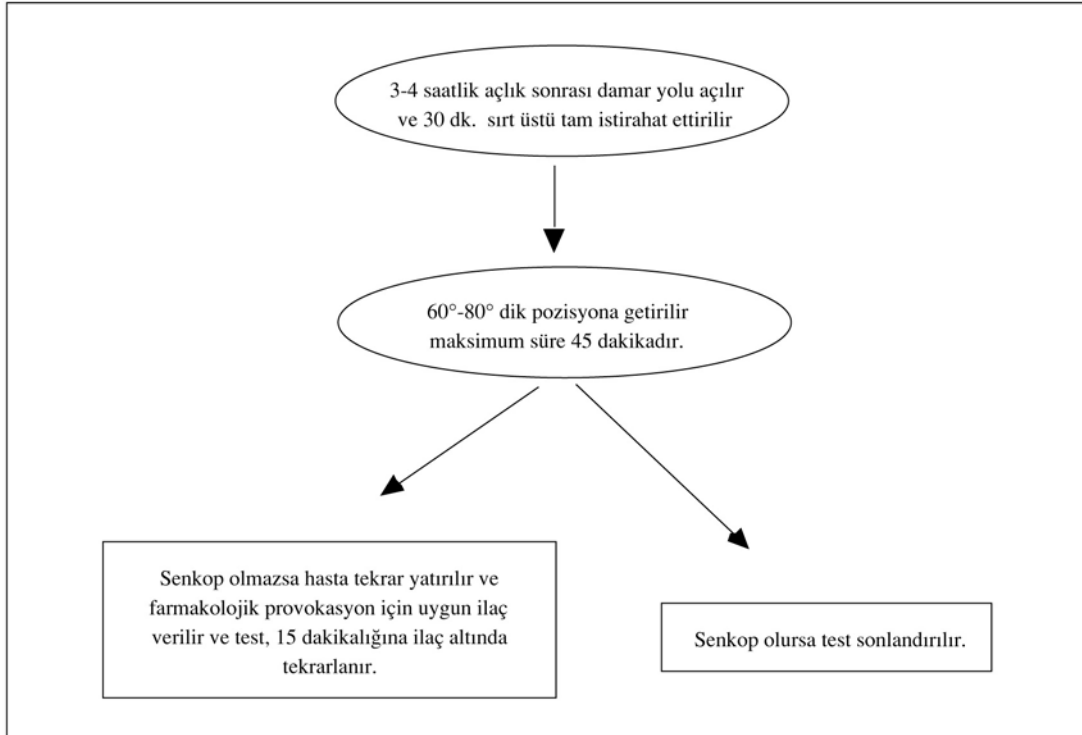 3-4 saatlik açlık sonrası damar yolu açılır
ve 30 dk. sırt üstü tam istirahat ettirilir
60°-80° dik pozisyona getirilir
maksimum süre 45 dakikadır.
Senkop olmazsa hasta tekrar yatırılır ve
farmakolojik provokasyon için uygun ilaç
verilir ve test, 15 dakikalığına ilaç altında
tekrarlanır.
Senkop olursa test sonlandırılır.